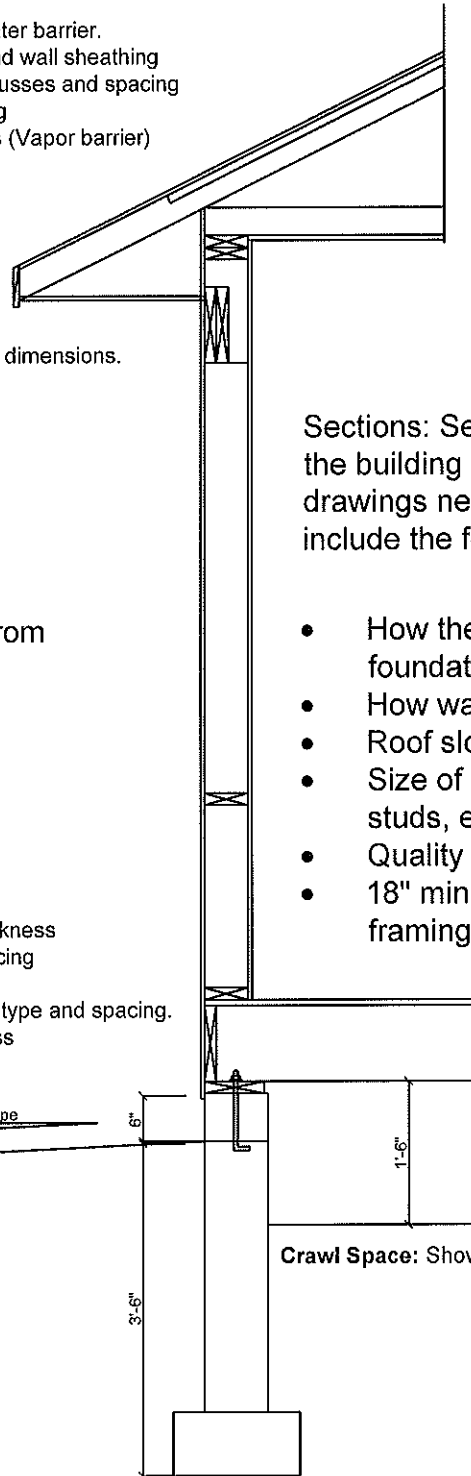 ter barrier.
d wall sheathing
usses and spacing
g
s (Vapor barrier)
dimensions.
Sections: Se
the building
drawings ne
include the f
rom
• How the
foundat
• How wa
• Roof slo
• Size of
studs, e
• Quality
• 18" min
framing
kness
cing
type and spacing.
ss
pe
6"
1'-6"
Crawl Space: Shov
3'-6"